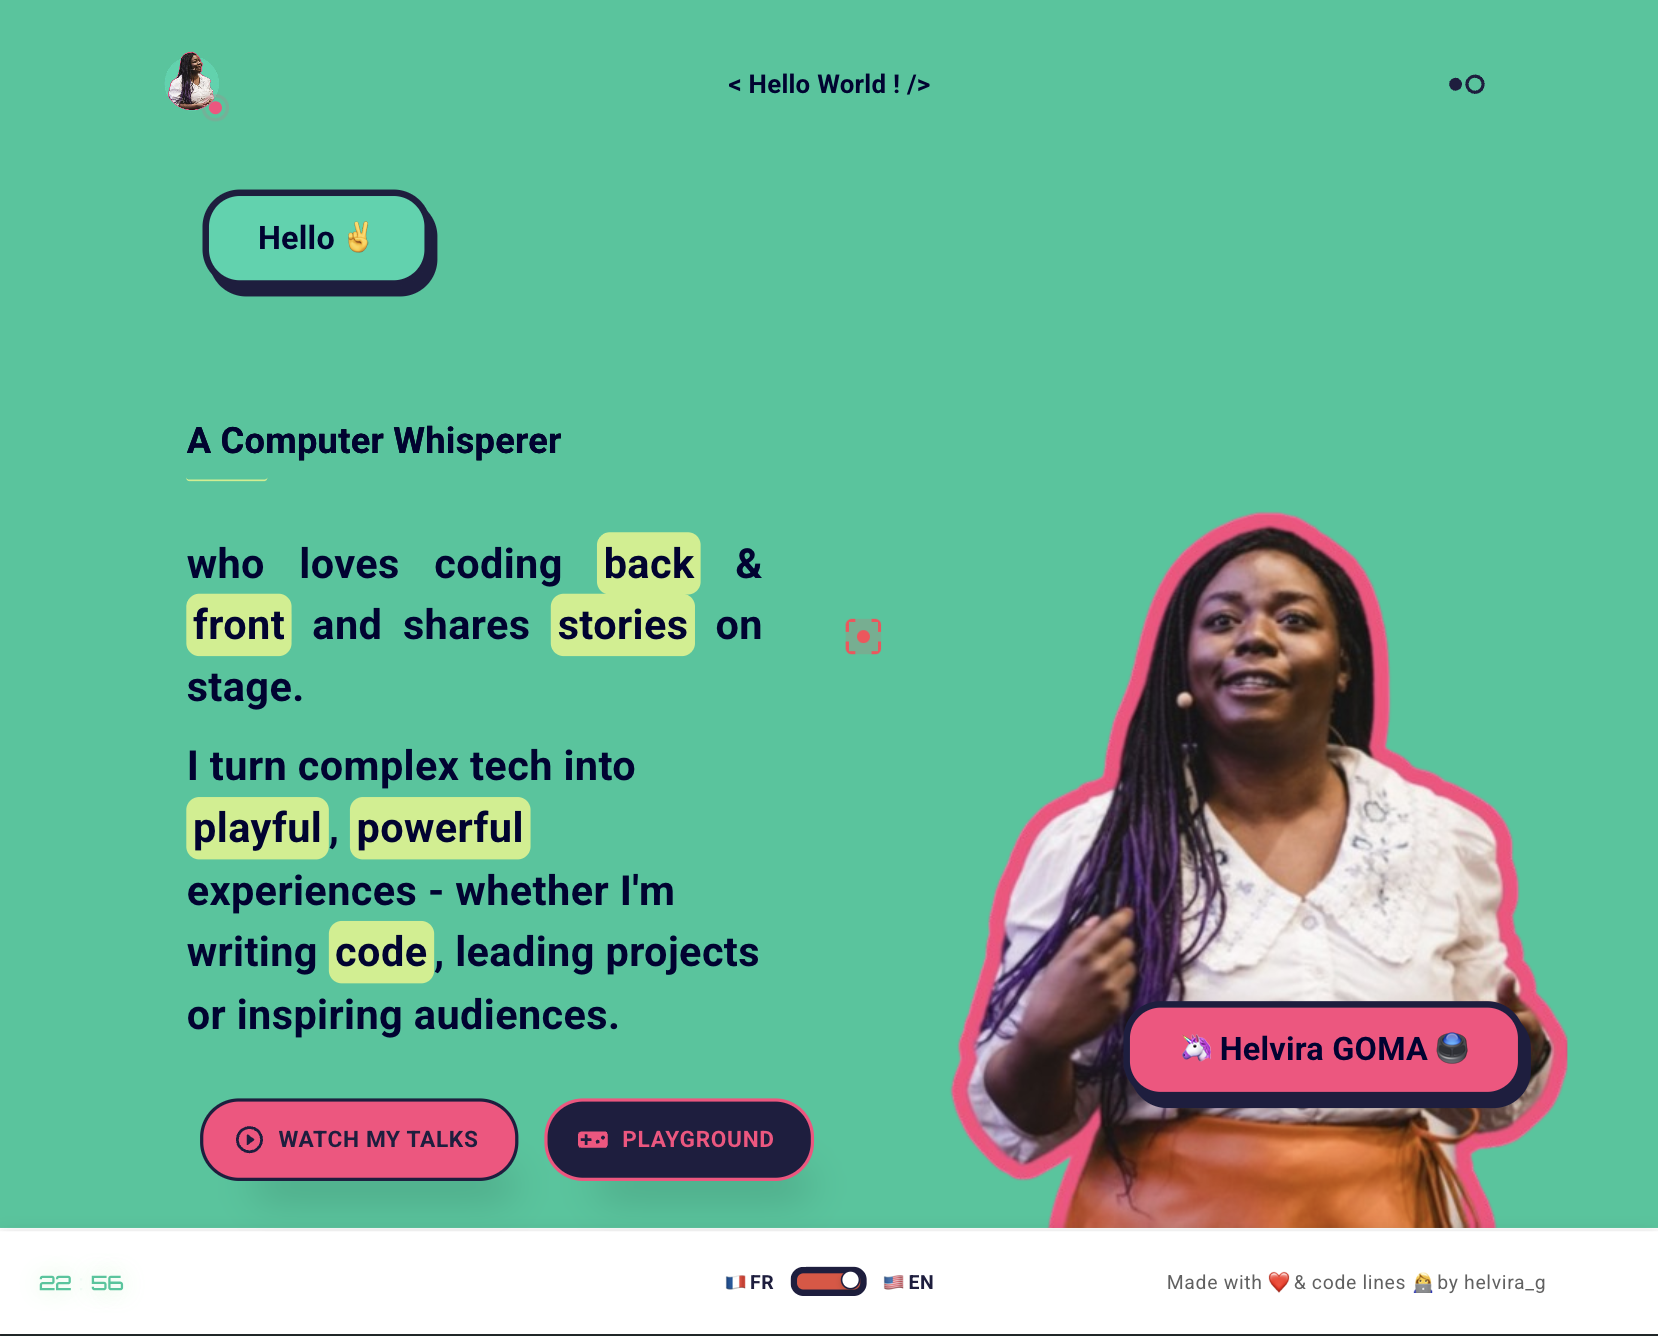 < Hello World ! />
Hello ✌️
A Computer Whisperer
who loves coding back &
front and shares stories on
stage.
I turn complex tech into
playful, powerful
experiences - whether I'm
writing code, leading projects
or inspiring audiences.
🦄 Helvira GOMA
WATCH MY TALKS
PLAYGROUND
22 56
🇫🇷 FR
🇺🇸 EN
Made with ❤️ & code lines 👩‍💻 by helvira_g